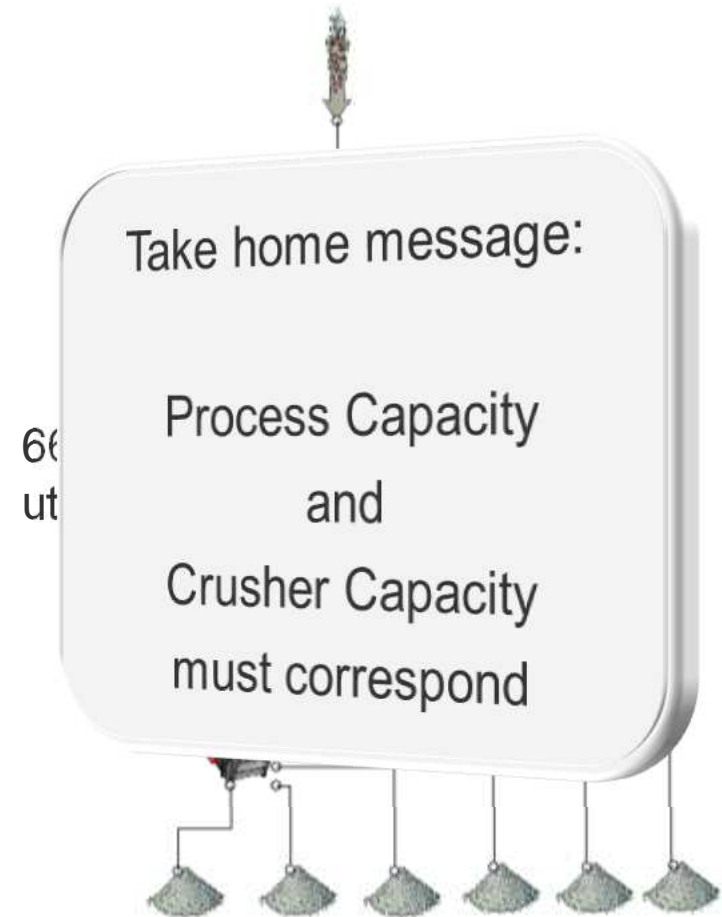 Take home message:
Process Capacity
and
Crusher Capacity
must correspond